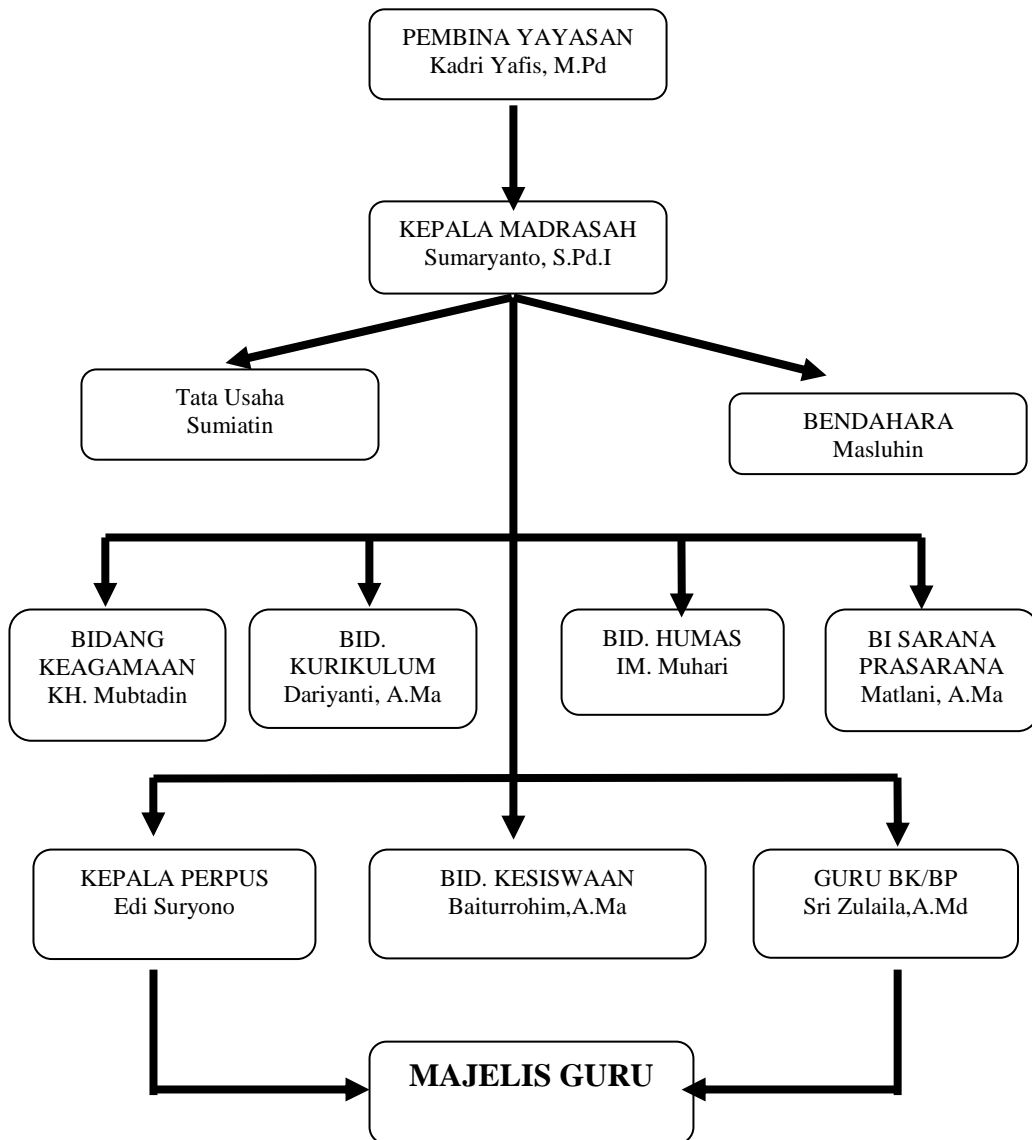 PEMBINA YAYASAN
Kadri Yafis, M.Pd
KEPALA MADRASAH
Sumaryanto, S.Pd.I
Tata Usaha
Sumiatin
BENDAHARA
Masluhin
BIDANG
KEAGAMAAN
KH. Mubtadin
BID.
KURIKULUM
Dariyanti, A.Ma
BID. HUMAS
IM. Muhari
BI SARANA
PRASARANA
Matlani, A.Ma
KEPALA PERPUS
Edi Suryono
BID. KESISWAAN
Baiturrohim,A.Ma
GURU BK/BP
Sri Zulaila,A.Md
MAJELIS GURU